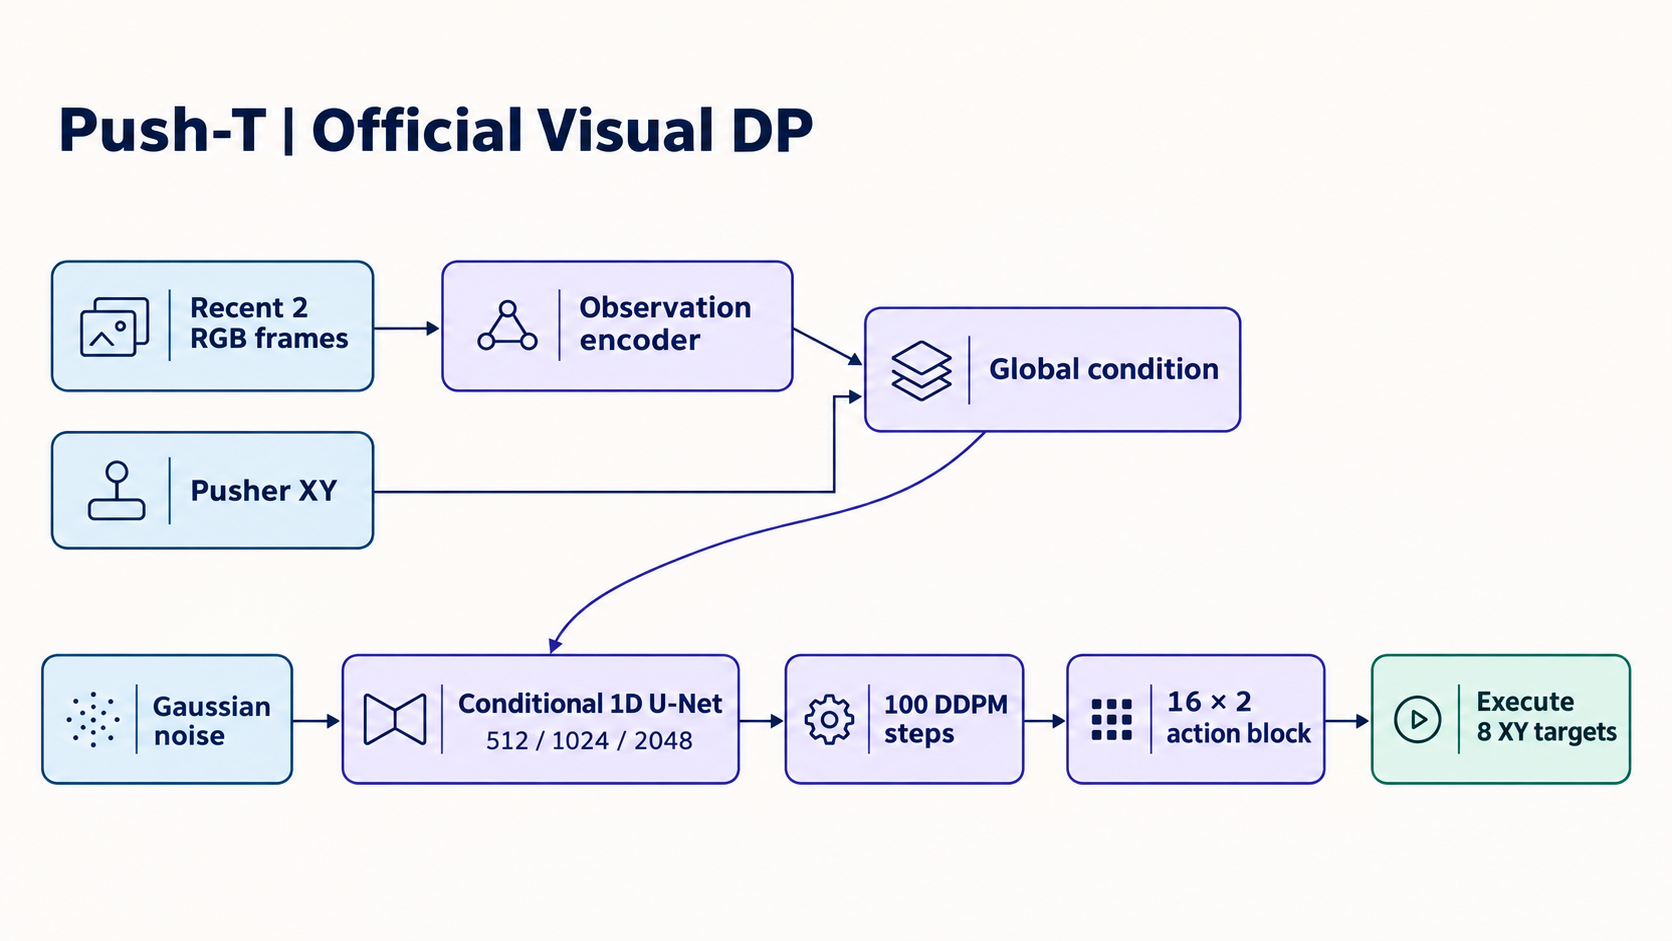 Push-T | Official Visual DP
Recent 2
RGB frames
Observation
encoder
Global condition
Pusher XY
Gaussian
noise
Conditional 1D U-Net
512 / 1024 / 2048
100 DDPM
steps
16 × 2
action block
Execute
8 XY targets